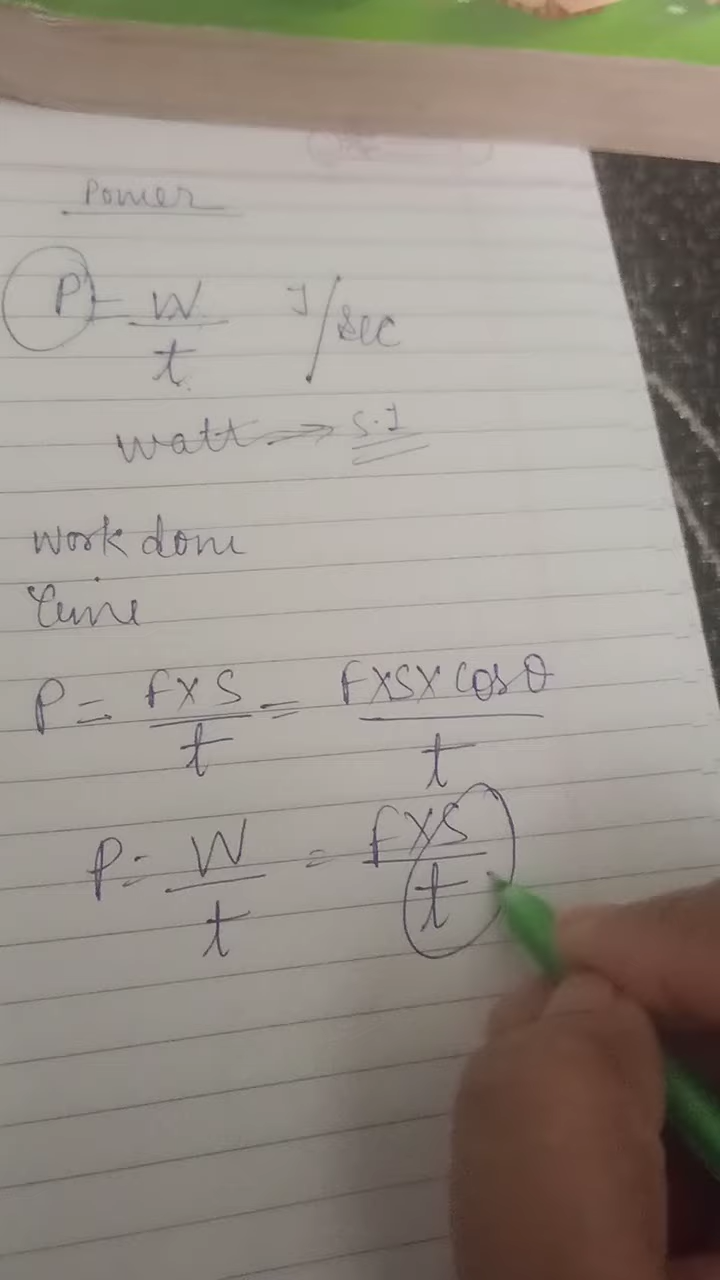 Power
P = W/t J/sec
watt → S.I
work done
time
P = F×S/t = F×S×cosθ/t
P = W/t = F×S/t